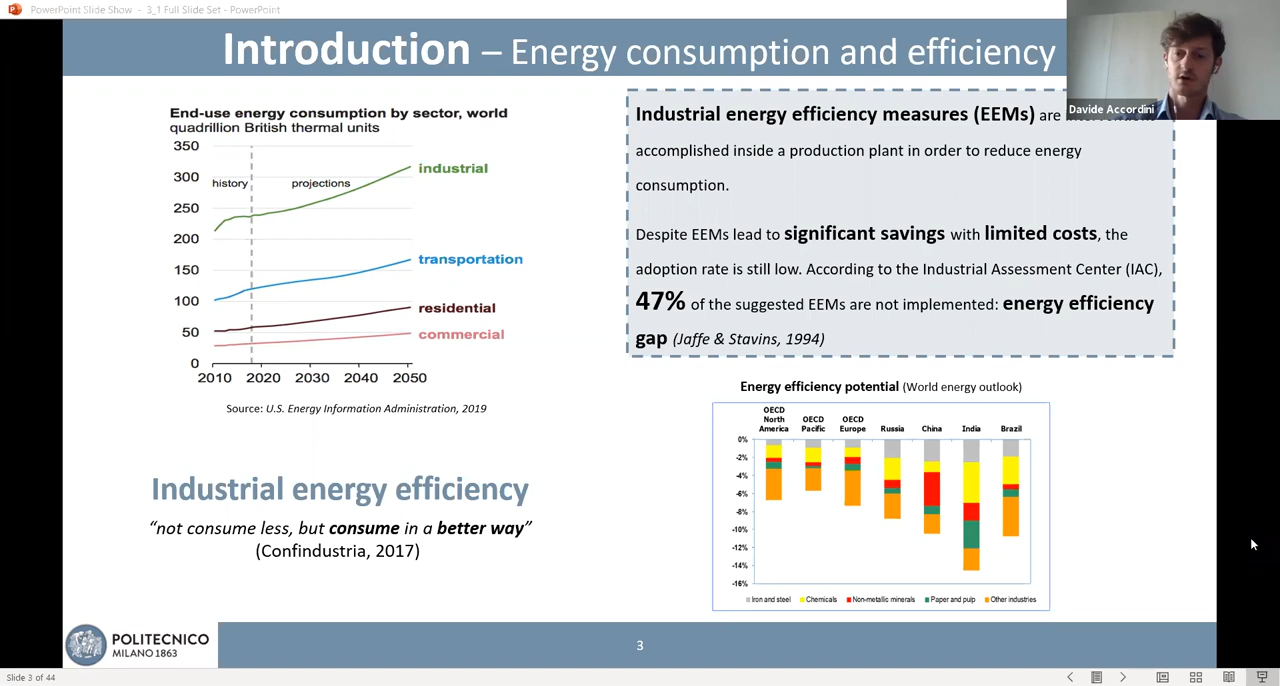 PowerPoint Slide Show - 3_1 Full Slide Set - PowerPoint
Introduction – Energy consumption and efficiency
Davide Accordini
End-use energy consumption by sector, world
quadrillion British thermal units
350
300
250
200
150
100
50
0
history
projections
industrial
transportation
residential
commercial
2010 2020 2030 2040 2050
Source: U.S. Energy Information Administration, 2019
Industrial energy efficiency
“not consume less, but consume in a better way”
(Confindustria, 2017)
Industrial energy efficiency measures (EEMs) are
accomplished inside a production plant in order to reduce energy
consumption.
Despite EEMs lead to significant savings with limited costs, the
adoption rate is still low. According to the Industrial Assessment Center (IAC),
47% of the suggested EEMs are not implemented: energy efficiency
gap (Jaffe & Stavins, 1994)
Energy efficiency potential (World energy outlook)
OECD North America
OECD Pacific
OECD Europe
Russia
China
India
Brazil
0%
-2%
-4%
-6%
-8%
-10%
-12%
-14%
-16%
Iron and steel
Chemicals
Non-metallic minerals
Paper and pulp
Other industries
POLITECNICO
MILANO 1863
3
Slide 3 of 44